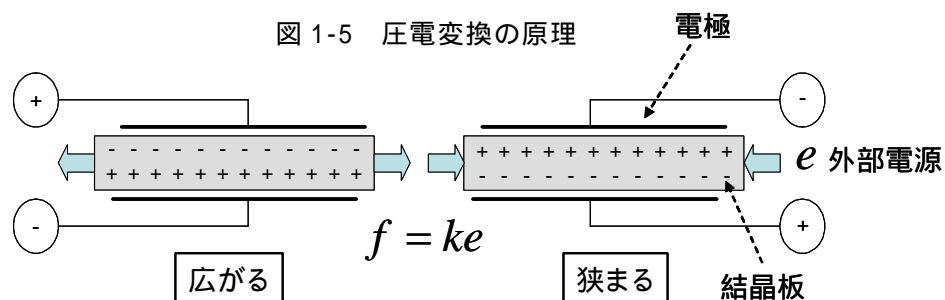 図 1-5 圧電変換の原理
電極
+
-
- - - - - - - - - - - -
+ + + + + + + + + + + +
+ + + + + + + + + + + +
- - - - - - - - - - - -
e 外部電源
-
+
f = ke
広がる
狭まる
結晶板